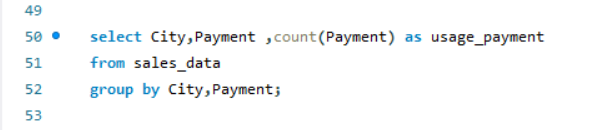 49
50 select City,Payment ,count(Payment) as usage_payment
51 from sales_data
52 group by City,Payment;
53